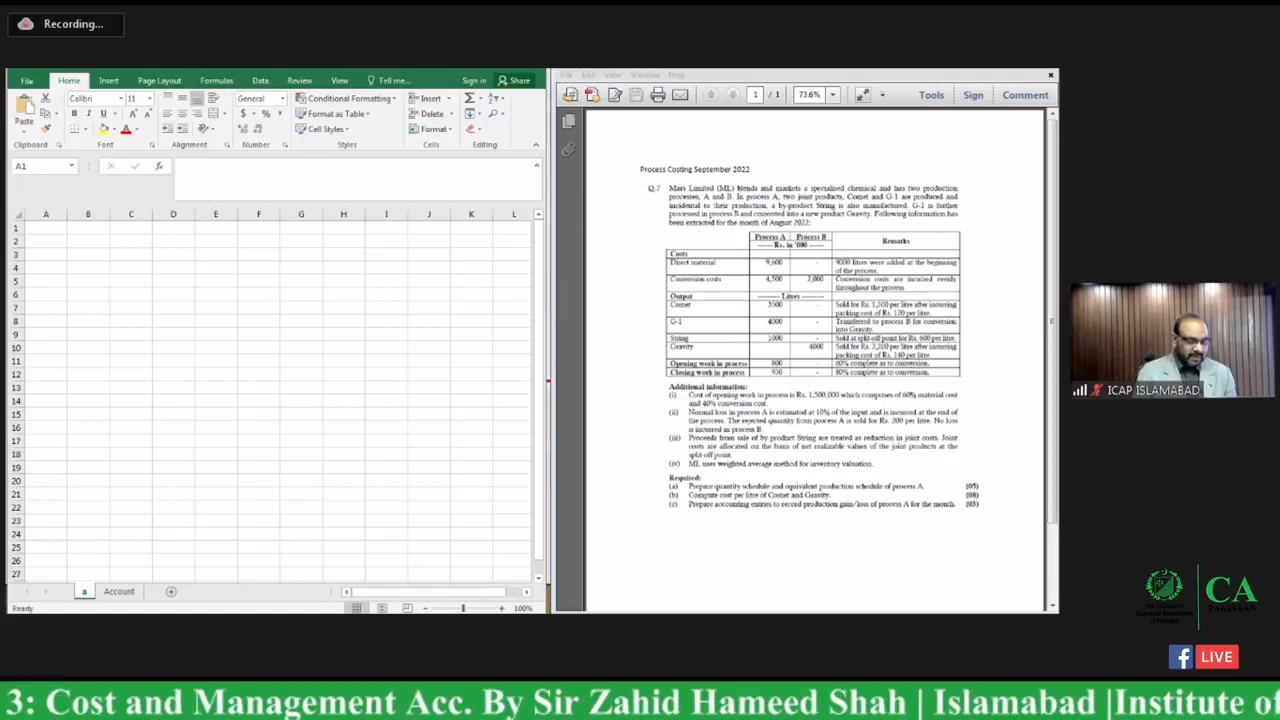 Recording...
File Home Insert Page Layout Formulas Data Review View Tell me... Sign in Share
Paste
Clipboard
Calibri 11
B I U
Font
Alignment
General
$ % ,
Number
Conditional Formatting
Format as Table
Cell Styles
Styles
Insert
Delete
Format
Cells
Editing
A1
fx
A B C D E F G H I J K L
2
3
4
5
6
7
8
9
10
11
12
13
14
15
16
17
18
19
20
21
22
23
24
25
26
27
a Account
Ready
100%
File Edit View Window Help
1 / 1 73.6% Tools Sign Comment
Process Costing September 2022
Q.7 Mars Limited (ML) blends and markets a specialised chemical and has two production
processes, A and B. In process A, two joint products, Comet and G-1 are produced and
incidental to their production, a by-product String is also manufactured. G-1 is further
processed in process B and converted into a new product Gravity. Following information has
been extracted for the month of August 2022:
Process A Process B Remarks
----- Rs. in '000 -----
Costs
Direct material 9,600 - 9000 litres were added at the beginning
of the process.
Conversion costs 4,500 2,000 Conversion costs are incurred evenly
throughout the process.
Output -------- Litres --------
Comet 3500 - Sold for Rs. 1,500 per litre after incurring
packing cost of Rs. 120 per litre.
G-1 4000 - Transferred to process B for conversion
into Gravity.
String 1000 - Sold at split-off point for Rs. 600 per litre.
Gravity 4000 Sold for Rs. 2,200 per litre after incurring
packing cost of Rs. 140 per litre.
Opening work in process 800 - 60% complete as to conversion.
Closing work in process 950 - 80% complete as to conversion.
Additional information:
(i) Cost of opening work in process is Rs. 1,500,000 which comprises of 60% material cost
and 40% conversion cost.
(ii) Normal loss in process A is estimated at 10% of the input and is incurred at the end of
the process. The rejected quantity from process A is sold for Rs. 200 per litre. No loss
is incurred in process B.
(iii) Proceeds from sale of by-product String are treated as reduction in joint costs. Joint
costs are allocated on the basis of net realizable values of the joint products at the
split-off point.
(iv) ML uses weighted average method for inventory valuation.
Required:
(a) Prepare quantity schedule and equivalent production schedule of process A. (05)
(b) Compute cost per litre of Comet and Gravity. (08)
(c) Prepare accounting entries to record production gain/loss of process A for the month. (03)
ICAP ISLAMABAD
CA
PAKISTAN
LIVE
3: Cost and Management Acc. By Sir Zahid Hameed Shah | Islamabad |Institute of